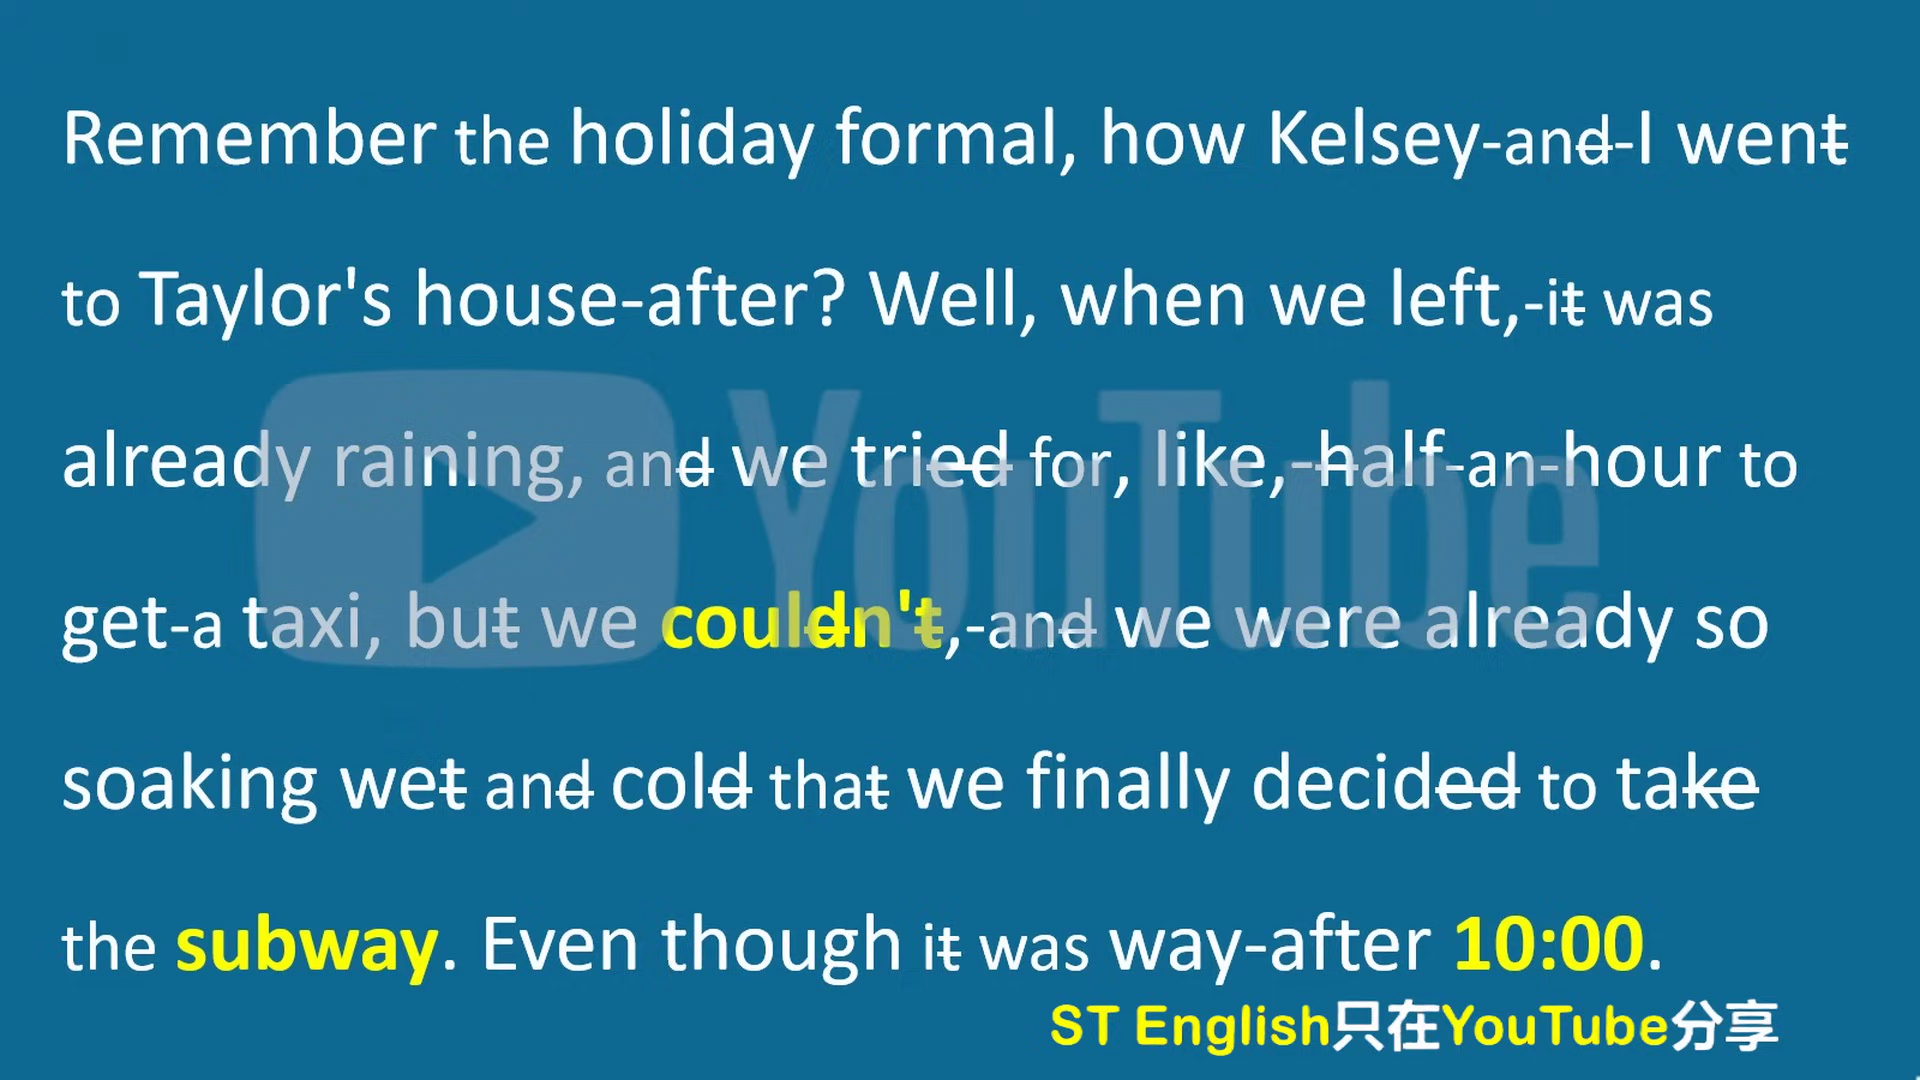 Remember the holiday formal, how Kelsey-and-I went
to Taylor's house-after? Well, when we left,-it was
already raining, and we tried for, like, -half-an-hour to
get-a taxi, but we couldn't,-and we were already so
soaking wet and cold that we finally decided to take
the subway. Even though it was way-after 10:00.
YouTube
ST English只在YouTube分享